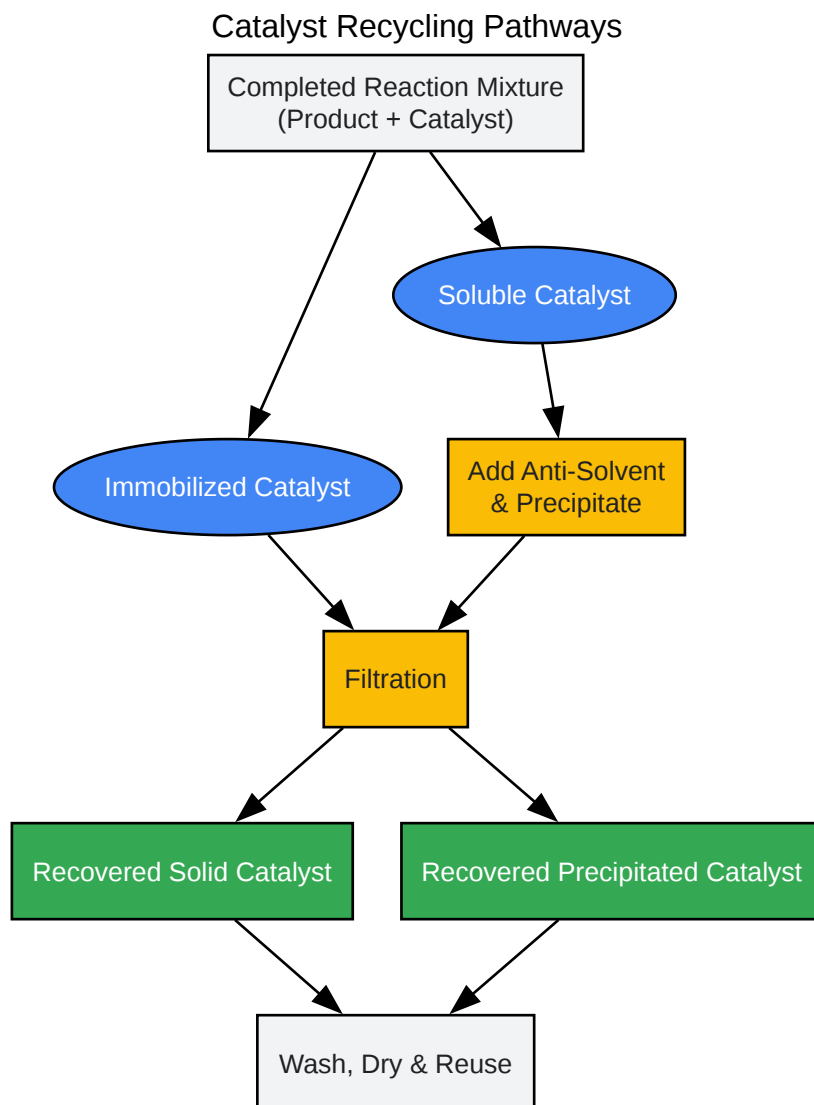 Catalyst Recycling Pathways
Completed Reaction Mixture
(Product + Catalyst)
Soluble Catalyst
Immobilized Catalyst
Add Anti-Solvent
& Precipitate
Filtration
Recovered Solid Catalyst
Recovered Precipitated Catalyst
Wash, Dry & Reuse